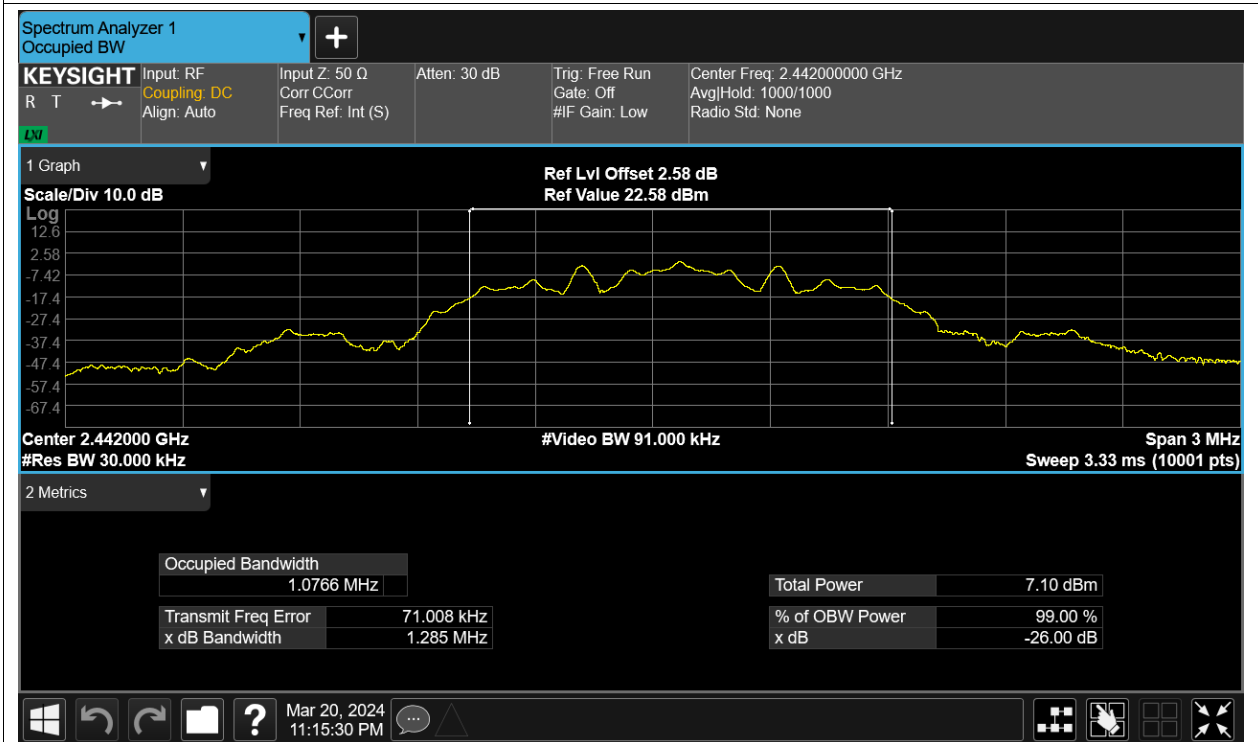 Spectrum Analyzer 1
Occupied BW
KEYSIGHT
R T
LXI
Input: RF
Coupling: DC
Align: Auto
Input Z: 50 Ω
Corr CCorr
Freq Ref: Int (S)
Atten: 30 dB
Trig: Free Run
Gate: Off
#IF Gain: Low
Center Freq: 2.442000000 GHz
Avg|Hold: 1000/1000
Radio Std: None
1 Graph
Scale/Div 10.0 dB
Ref Lvl Offset 2.58 dB
Ref Value 22.58 dBm
Log
12.6
2.58
-7.42
-17.4
-27.4
-37.4
-47.4
-57.4
-67.4
Center 2.442000 GHz
#Video BW 91.000 kHz
Span 3 MHz
#Res BW 30.000 kHz
Sweep 3.33 ms (10001 pts)
2 Metrics
Occupied Bandwidth
1.0766 MHz
Total Power 7.10 dBm
Transmit Freq Error 71.008 kHz
% of OBW Power 99.00 %
x dB Bandwidth 1.285 MHz
x dB -26.00 dB
?
Mar 20, 2024
11:15:30 PM